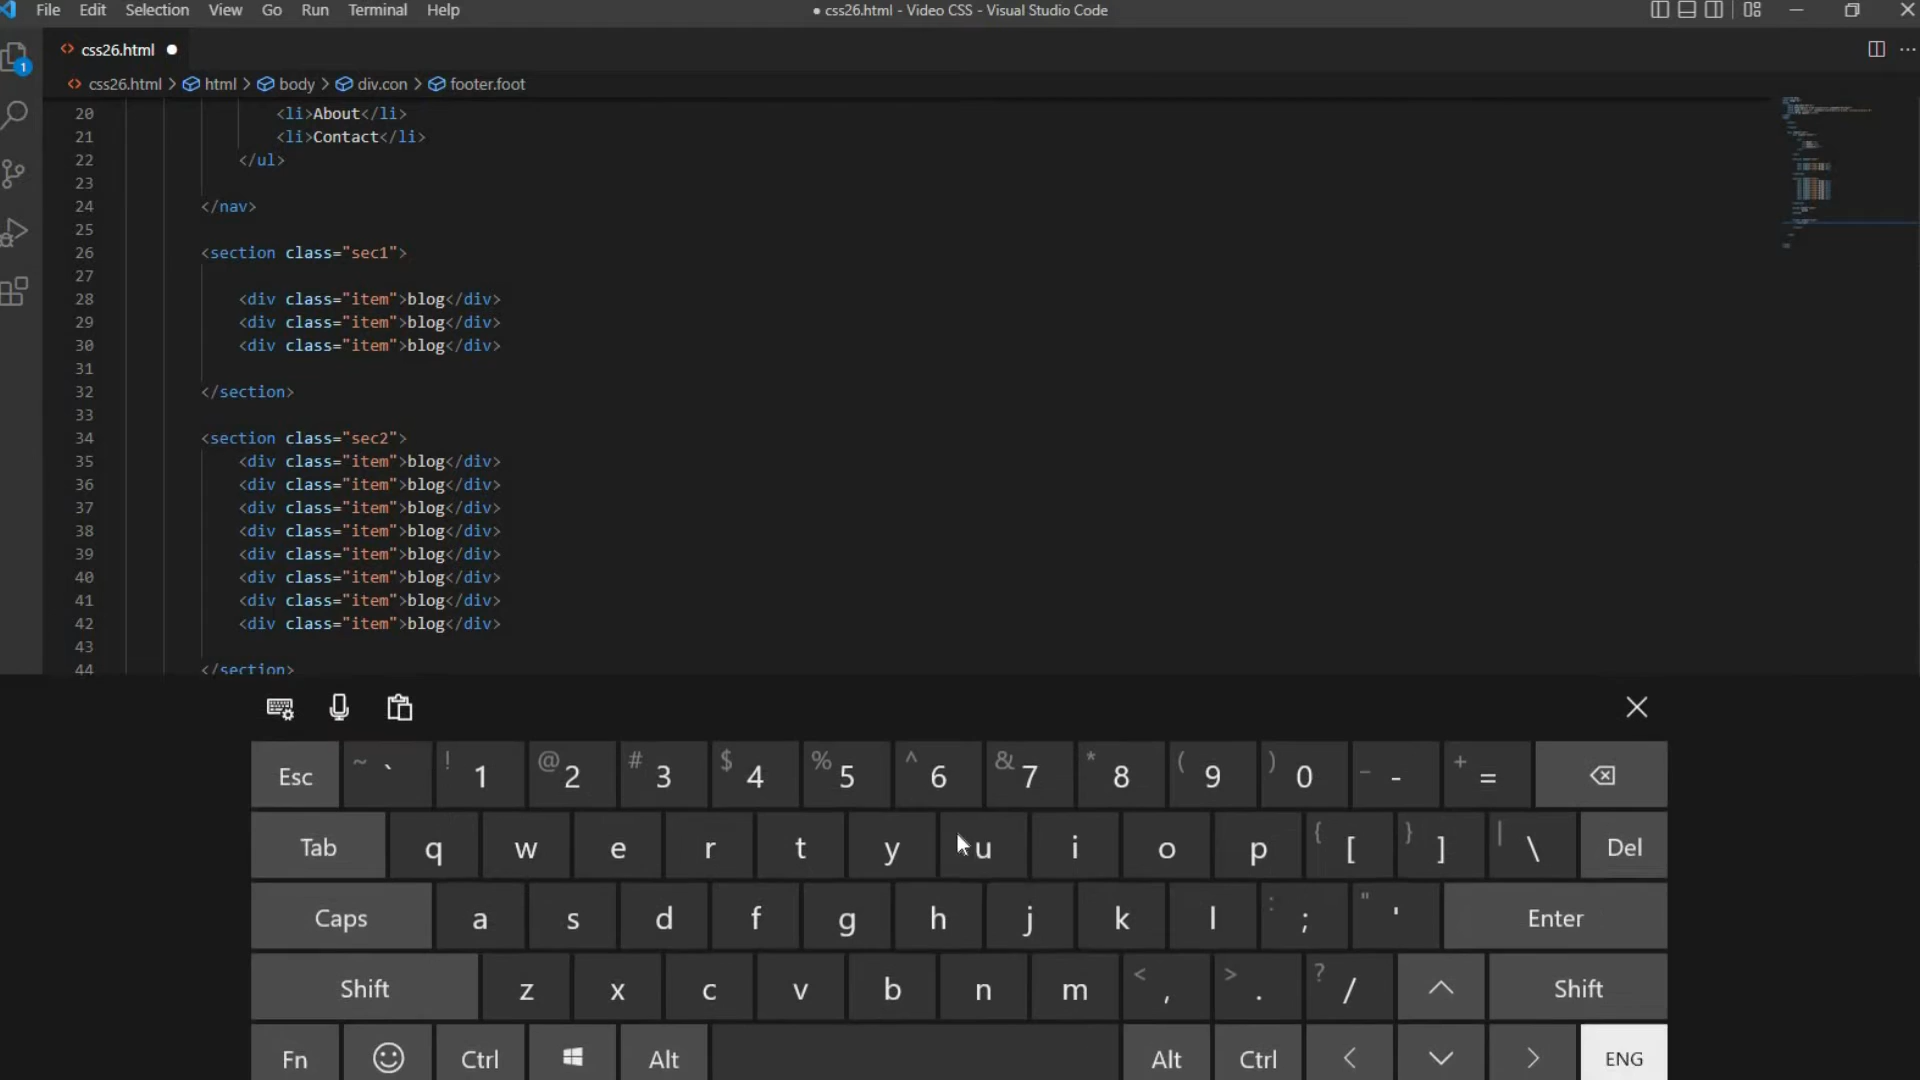 File Edit Selection View Go Run Terminal Help
● css26.html - Video CSS - Visual Studio Code
1
css26.html ●
css26.html > html > body > div.con > footer.foot
20 <li>About</li>
21 <li>Contact</li>
22 </ul>
23
24 </nav>
25
26 <section class="sec1">
27
28 <div class="item">blog</div>
29 <div class="item">blog</div>
30 <div class="item">blog</div>
31
32 </section>
33
34 <section class="sec2">
35 <div class="item">blog</div>
36 <div class="item">blog</div>
37 <div class="item">blog</div>
38 <div class="item">blog</div>
39 <div class="item">blog</div>
40 <div class="item">blog</div>
41 <div class="item">blog</div>
42 <div class="item">blog</div>
43
44 </section>
Esc ~ ` ! 1 @ 2 # 3 $ 4 % 5 ^ 6 & 7 * 8 ( 9 ) 0 _ - + =
Tab q w e r t y u i o p { [ } ] | \ Del
Caps a s d f g h j k l : ; " ' Enter
Shift z x c v b n m < , > . ? / Shift
Fn Ctrl Alt Alt Ctrl ENG